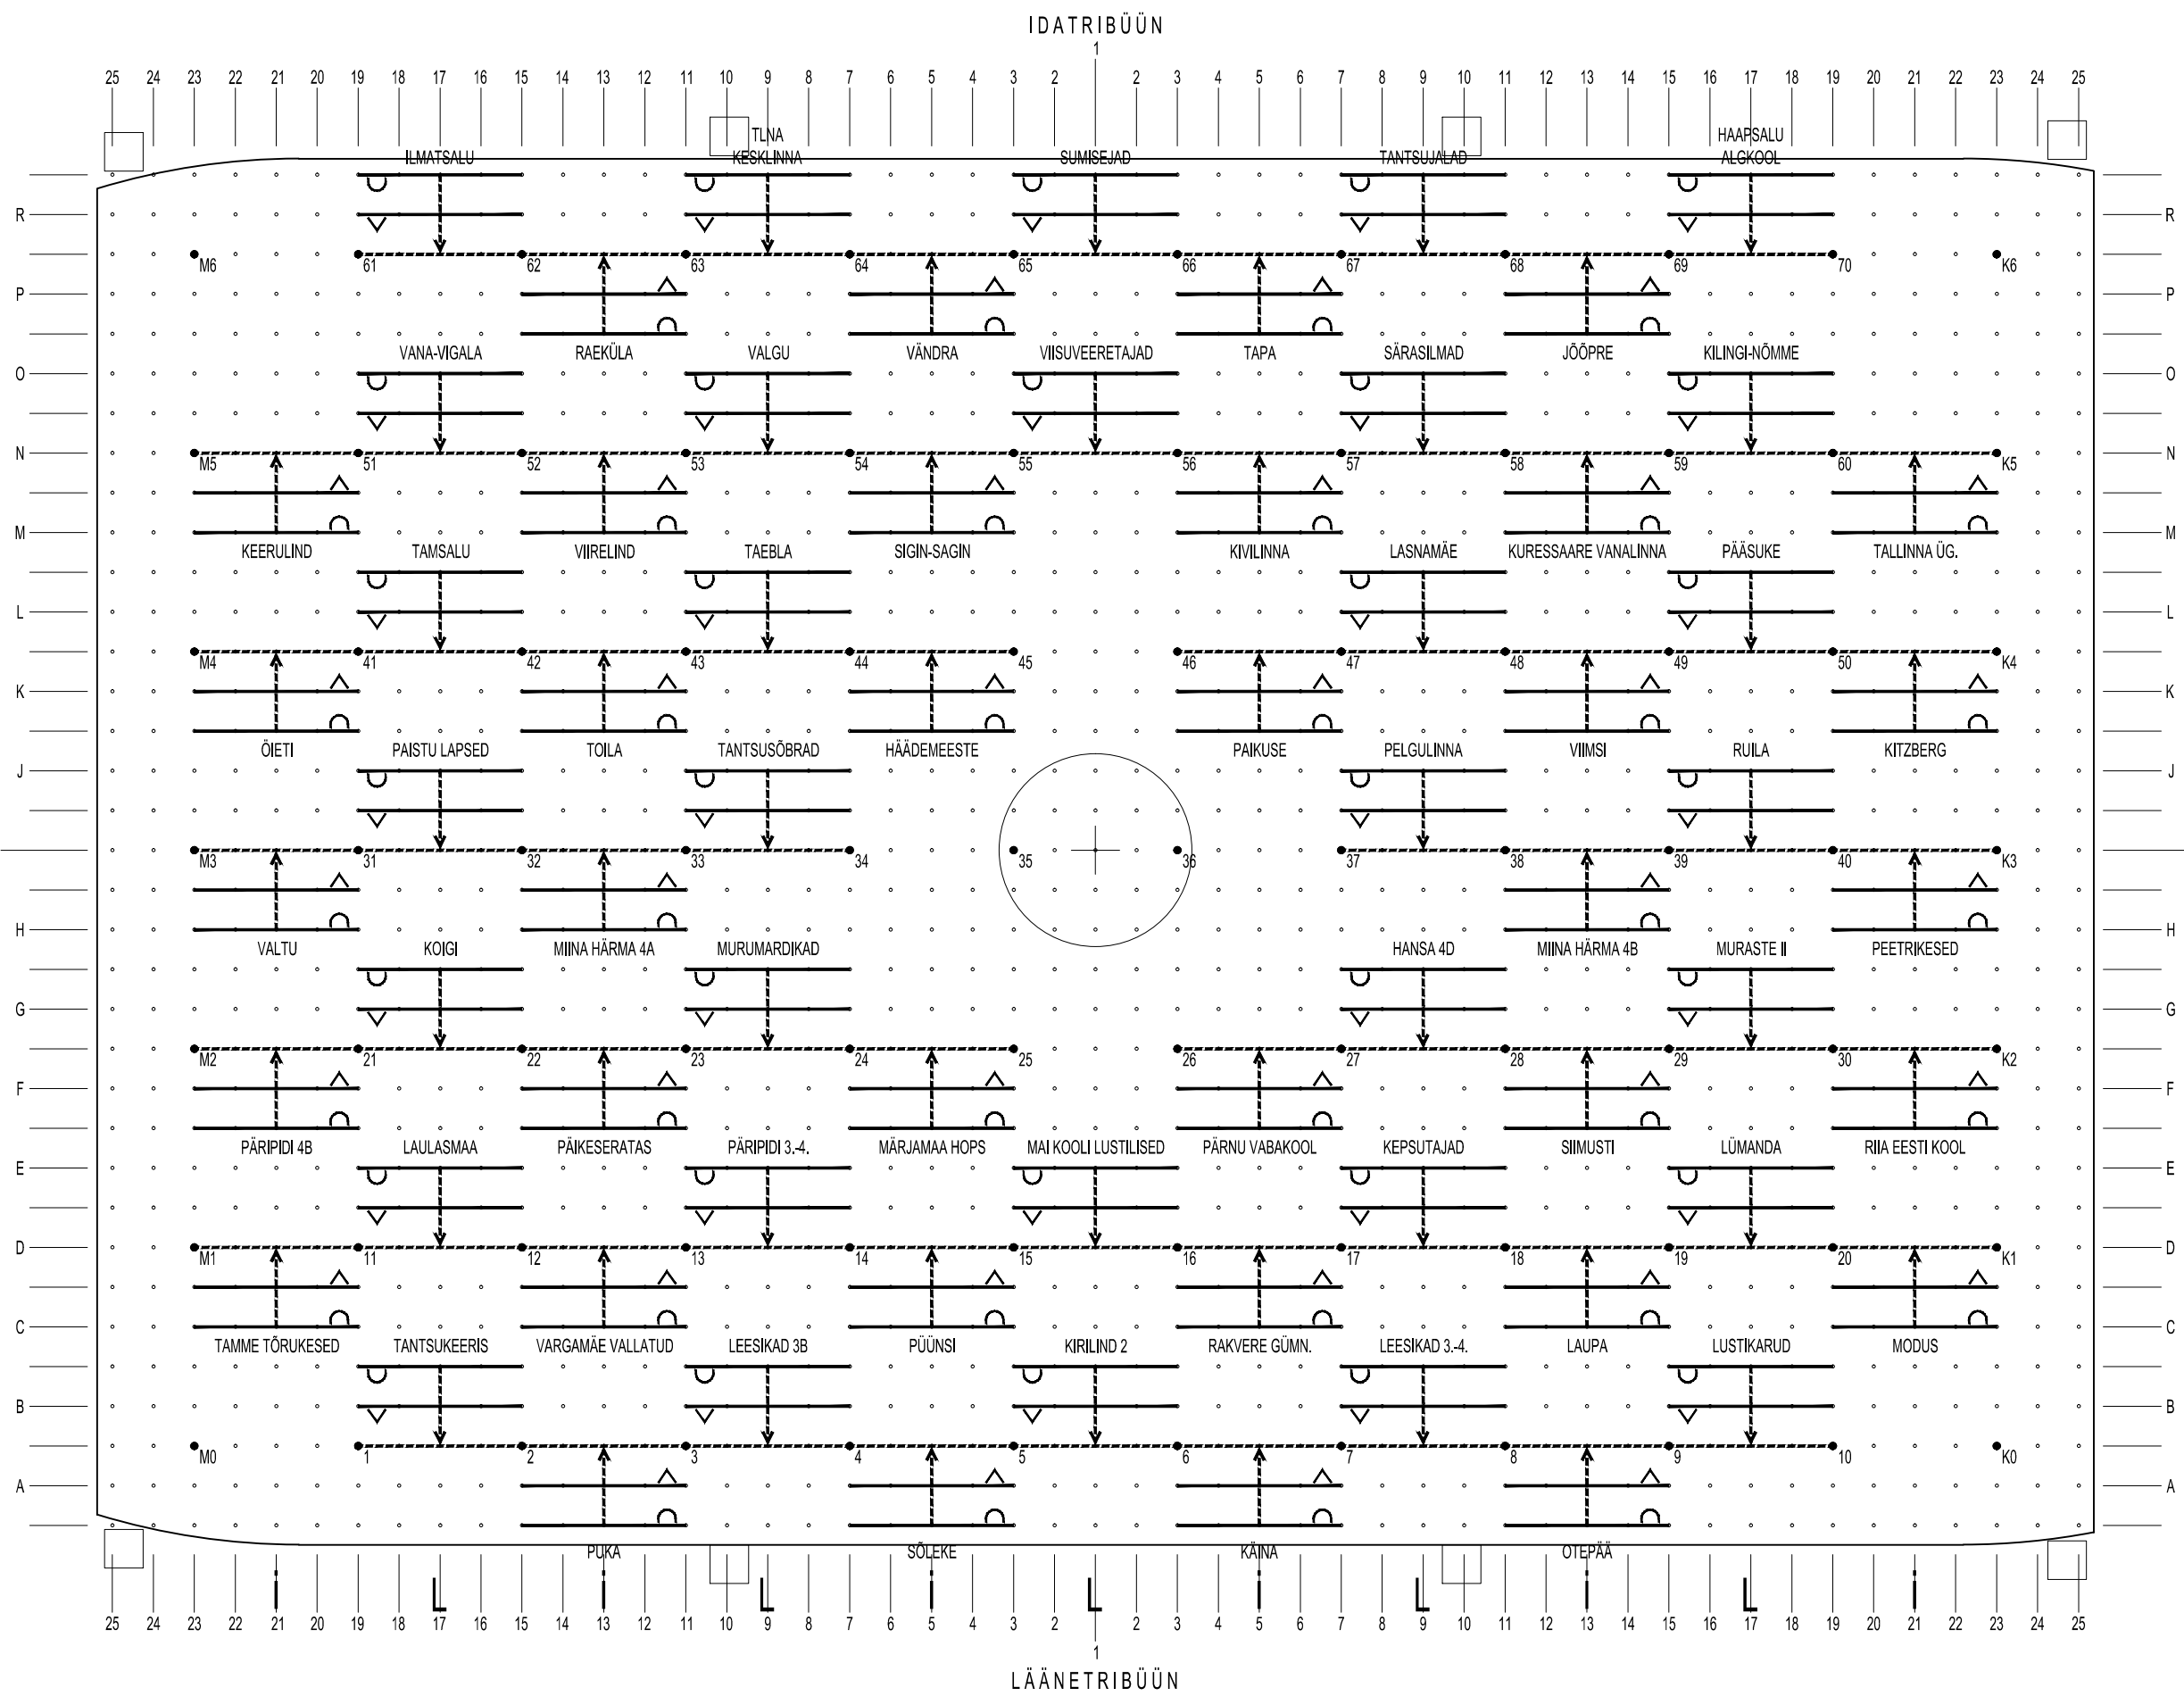 IDATRIBÜÜN
1
25 24 23 22 21 20 19 18 17 16 15 14 13 12 11 10 9 8 7 6 5 4 3 2 2 3 4 5 6 7 8 9 10 11 12 13 14 15 16 17 18 19 20 21 22 23 24 25
TLNA HAAPSALU
ILMATSALU KESKLINNA SUMISEJAD TANTSUJALAD ALGKOOL
R R
M6 61 62 63 64 65 66 67 68 69 70 K6
P P
VANA-VIGALA RAEKÜLA VALGU VÄNDRA VIISUVEERETAJAD TAPA SÄRASILMAD JÕÕPRE KILINGI-NÕMME
O O
N N
M5 51 52 53 54 55 56 57 58 59 60 K5
M M
KEERULIND TAMSALU VIIRELIND TAEBLA SIGIN-SAGIN KIVILINNA LASNAMÄE KURESSAARE VANALINNA PÄÄSUKE TALLINNA ÜG.
L L
M4 41 42 43 44 45 46 47 48 49 50 K4
K K
ÕIETI PAISTU LAPSED TOILA TANTSUSÕBRAD HÄÄDEMEESTE PAIKUSE PELGULINNA VIIMSI RUILA KITZBERG
J J
M3 31 32 33 34 35 36 37 38 39 40 K3
H H
VALTU KOIGI MIINA HÄRMA 4A MURUMARDIKAD HANSA 4D MIINA HÄRMA 4B MURASTE II PEETRIKESED
G G
M2 21 22 23 24 25 26 27 28 29 30 K2
F F
PÄRIPIDI 4B LAULASMAA PÄIKESERATAS PÄRIPIDI 3.-4. MÄRJAMAA HOPS MAI KOOLI LUSTILISED PÄRNU VABAKOOL KEPSUTAJAD SIIMUSTI LÜMANDA RIIA EESTI KOOL
E E
D D
M1 11 12 13 14 15 16 17 18 19 20 K1
C C
TAMME TÕRUKESED TANTSUKEERIS VARGAMÄE VALLATUD LEESIKAD 3B PÜÜNSI KIRILIND 2 RAKVERE GÜMN. LEESIKAD 3.-4. LAUPA LUSTIKARUD MODUS
B B
M0 1 2 3 4 5 6 7 8 9 10 K0
A A
PUKA SÕLEKE KÄINA OTEPÄÄ
I L I L I L I L I L I
25 24 23 22 21 20 19 18 17 16 15 14 13 12 11 10 9 8 7 6 5 4 3 2 2 3 4 5 6 7 8 9 10 11 12 13 14 15 16 17 18 19 20 21 22 23 24 25
1
LÄÄNETRIBÜÜN